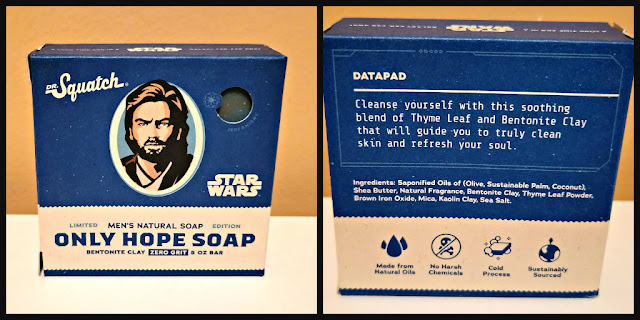 DR.
Squatch®
STAR
WARS
LIMITED MEN'S NATURAL SOAP EDITION
ONLY HOPE SOAP
BENTONITE CLAY ZERO GRIT 5 OZ BAR
STAR
WARS
DATAPAD
Cleanse yourself with this soothing
blend of Thyme Leaf and Bentonite Clay
that will guide you to truly clean
skin and refresh your soul.
Ingredients: Saponified Oils of (Olive, Sustainable Palm, Coconut),
Shea Butter, Natural Fragrance, Bentonite Clay, Thyme Leaf Powder,
Brown Iron Oxide, Mica, Kaolin Clay, Sea Salt.
Made from
Natural Oils
No Harsh
Chemicals
Cold
Process
Sustainably
Sourced